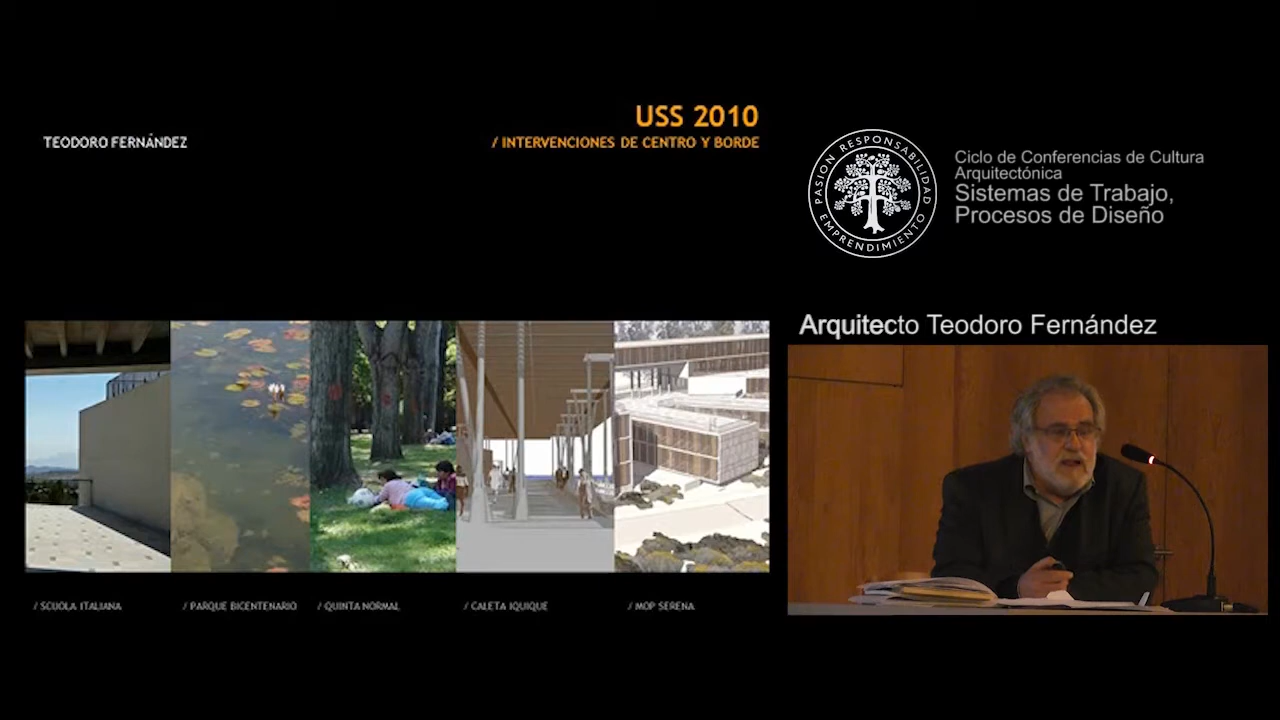 TEODORO FERNÁNDEZ
USS 2010
/ INTERVENCIONES DE CENTRO Y BORDE
PASION RESPONSABILIDAD EMPRENDIMIENTO
Ciclo de Conferencias de Cultura
Arquitectónica
Sistemas de Trabajo,
Procesos de Diseño
Arquitecto Teodoro Fernández
/ SCUOLA ITALIANA
/ PARQUE BICENTENARIO
/ QUINTA NORMAL
/ CALETA IQUIQUE
/ MOP SERENA